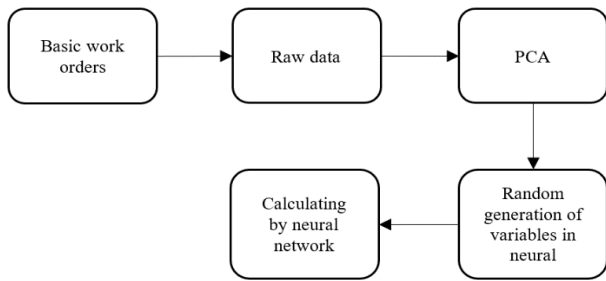 Basic work
orders
Raw data
PCA
Random
generation of
variables in
neural
Calculating
by neural
network